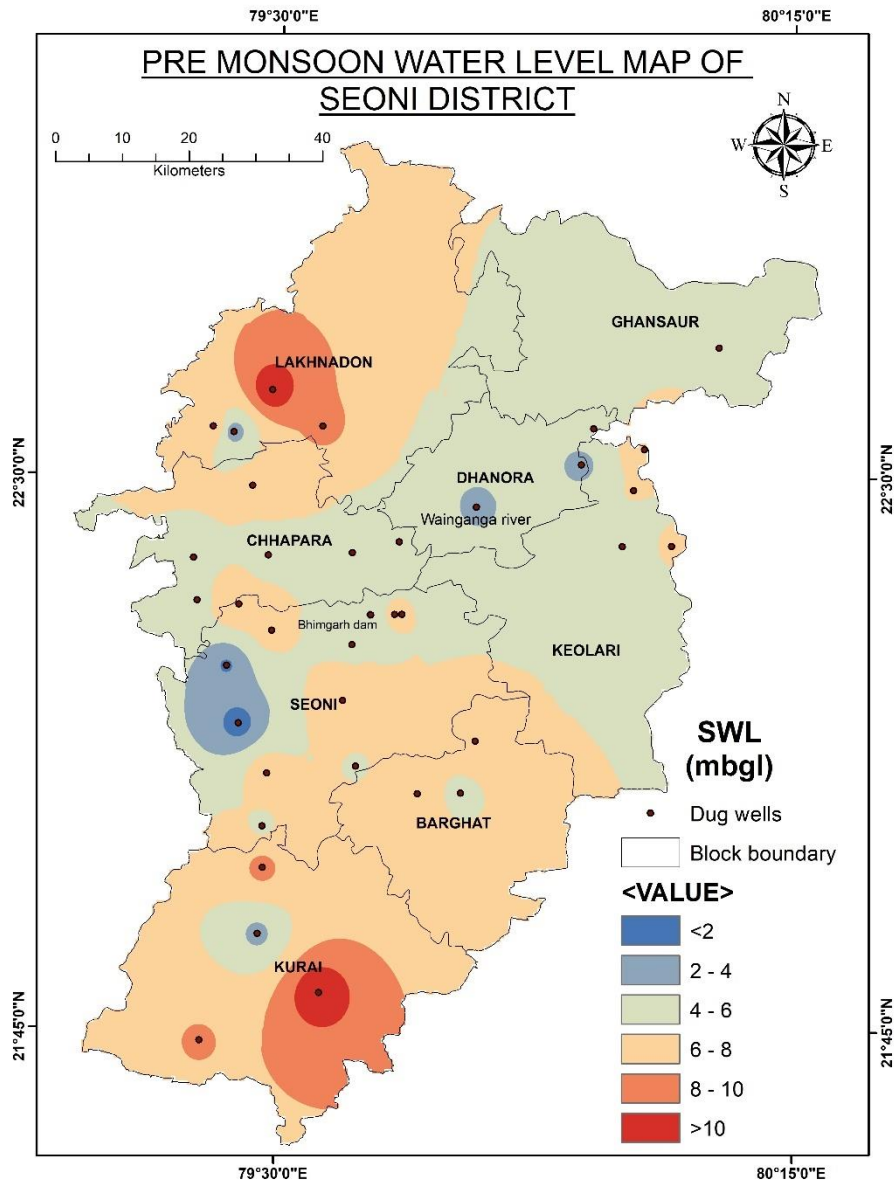 79°30'0"E 80°15'0"E
PRE MONSOON WATER LEVEL MAP OF
SEONI DISTRICT
0 10 20 40
Kilometers
N
W E
S
GHANSAUR
LAKHNADON
22°30'0"N 22°30'0"N
DHANORA
Wainganga river
CHHAPARA
Bhimgarh dam
KEOLARI
SEONI
SWL
(mbgl)
Dug wells
BARGHAT
Block boundary
<VALUE>
<2
2 - 4
KURAI
4 - 6
21°45'0"N 21°45'0"N
6 - 8
8 - 10
>10
79°30'0"E 80°15'0"E